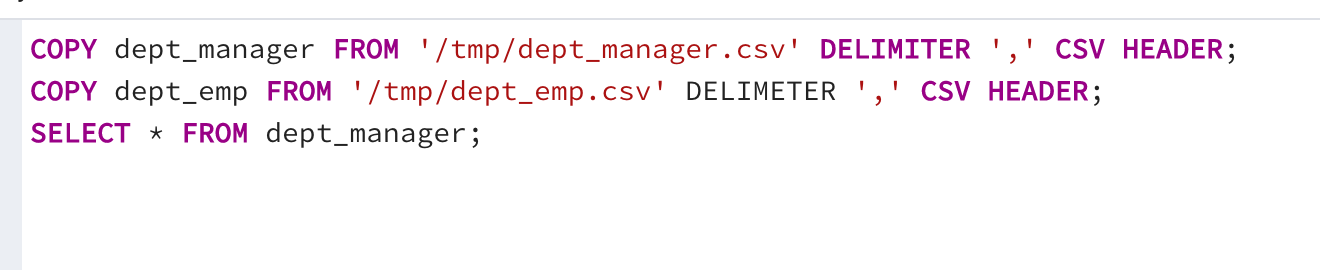 COPY dept_manager FROM '/tmp/dept_manager.csv' DELIMITER ',' CSV HEADER;
COPY dept_emp FROM '/tmp/dept_emp.csv' DELIMETER ',' CSV HEADER;
SELECT * FROM dept_manager;